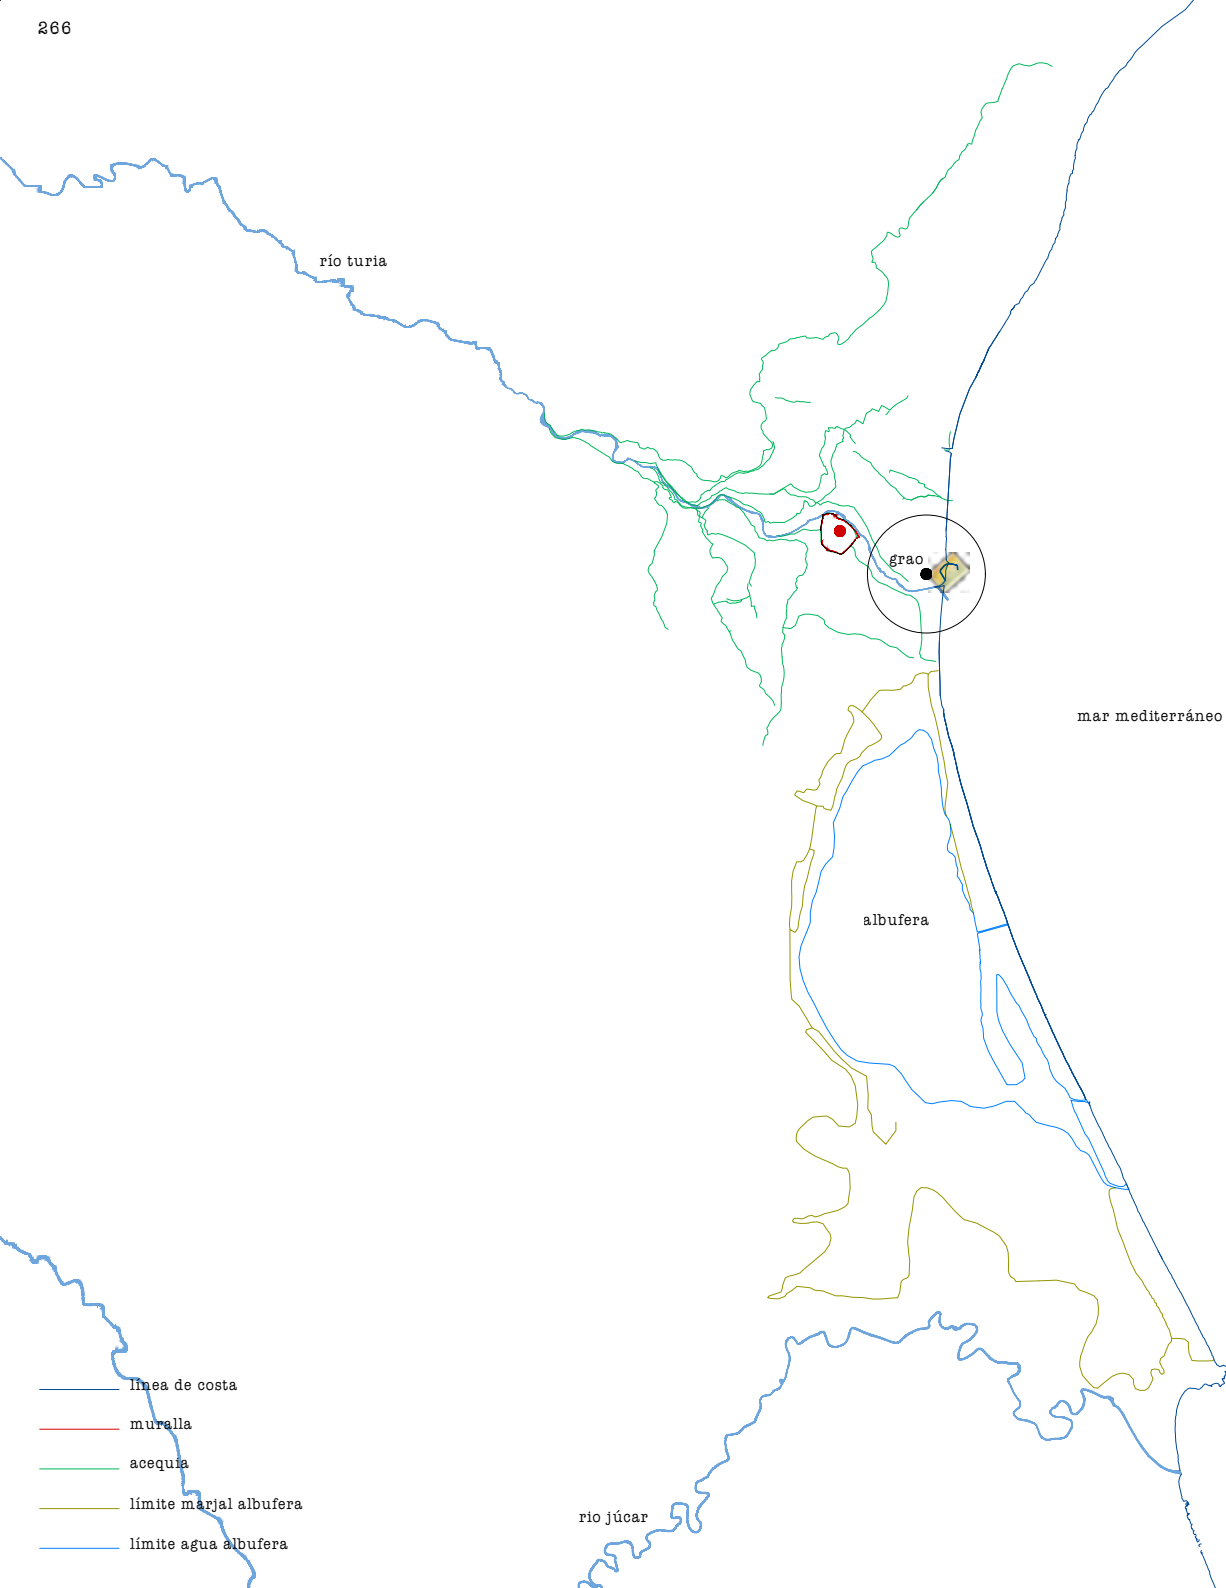 266
río turia
grao
mar mediterráneo
albufera
línea de costa
muralla
acequia
límite marjal albufera
límite agua albufera
rio júcar